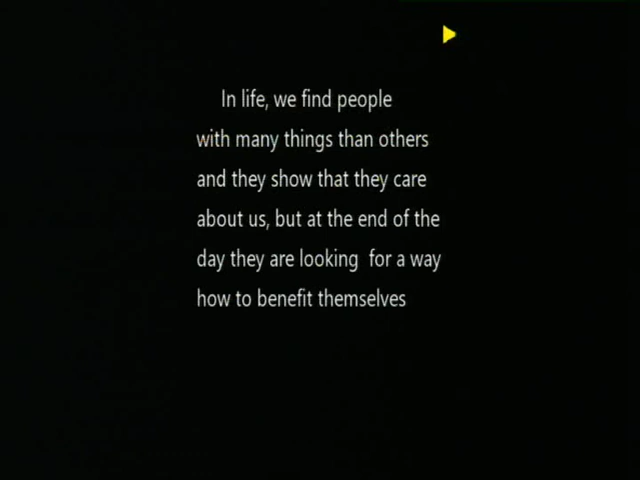 In life, we find people
with many things than others
and they show that they care
about us, but at the end of the
day they are looking for a way
how to benefit themselves